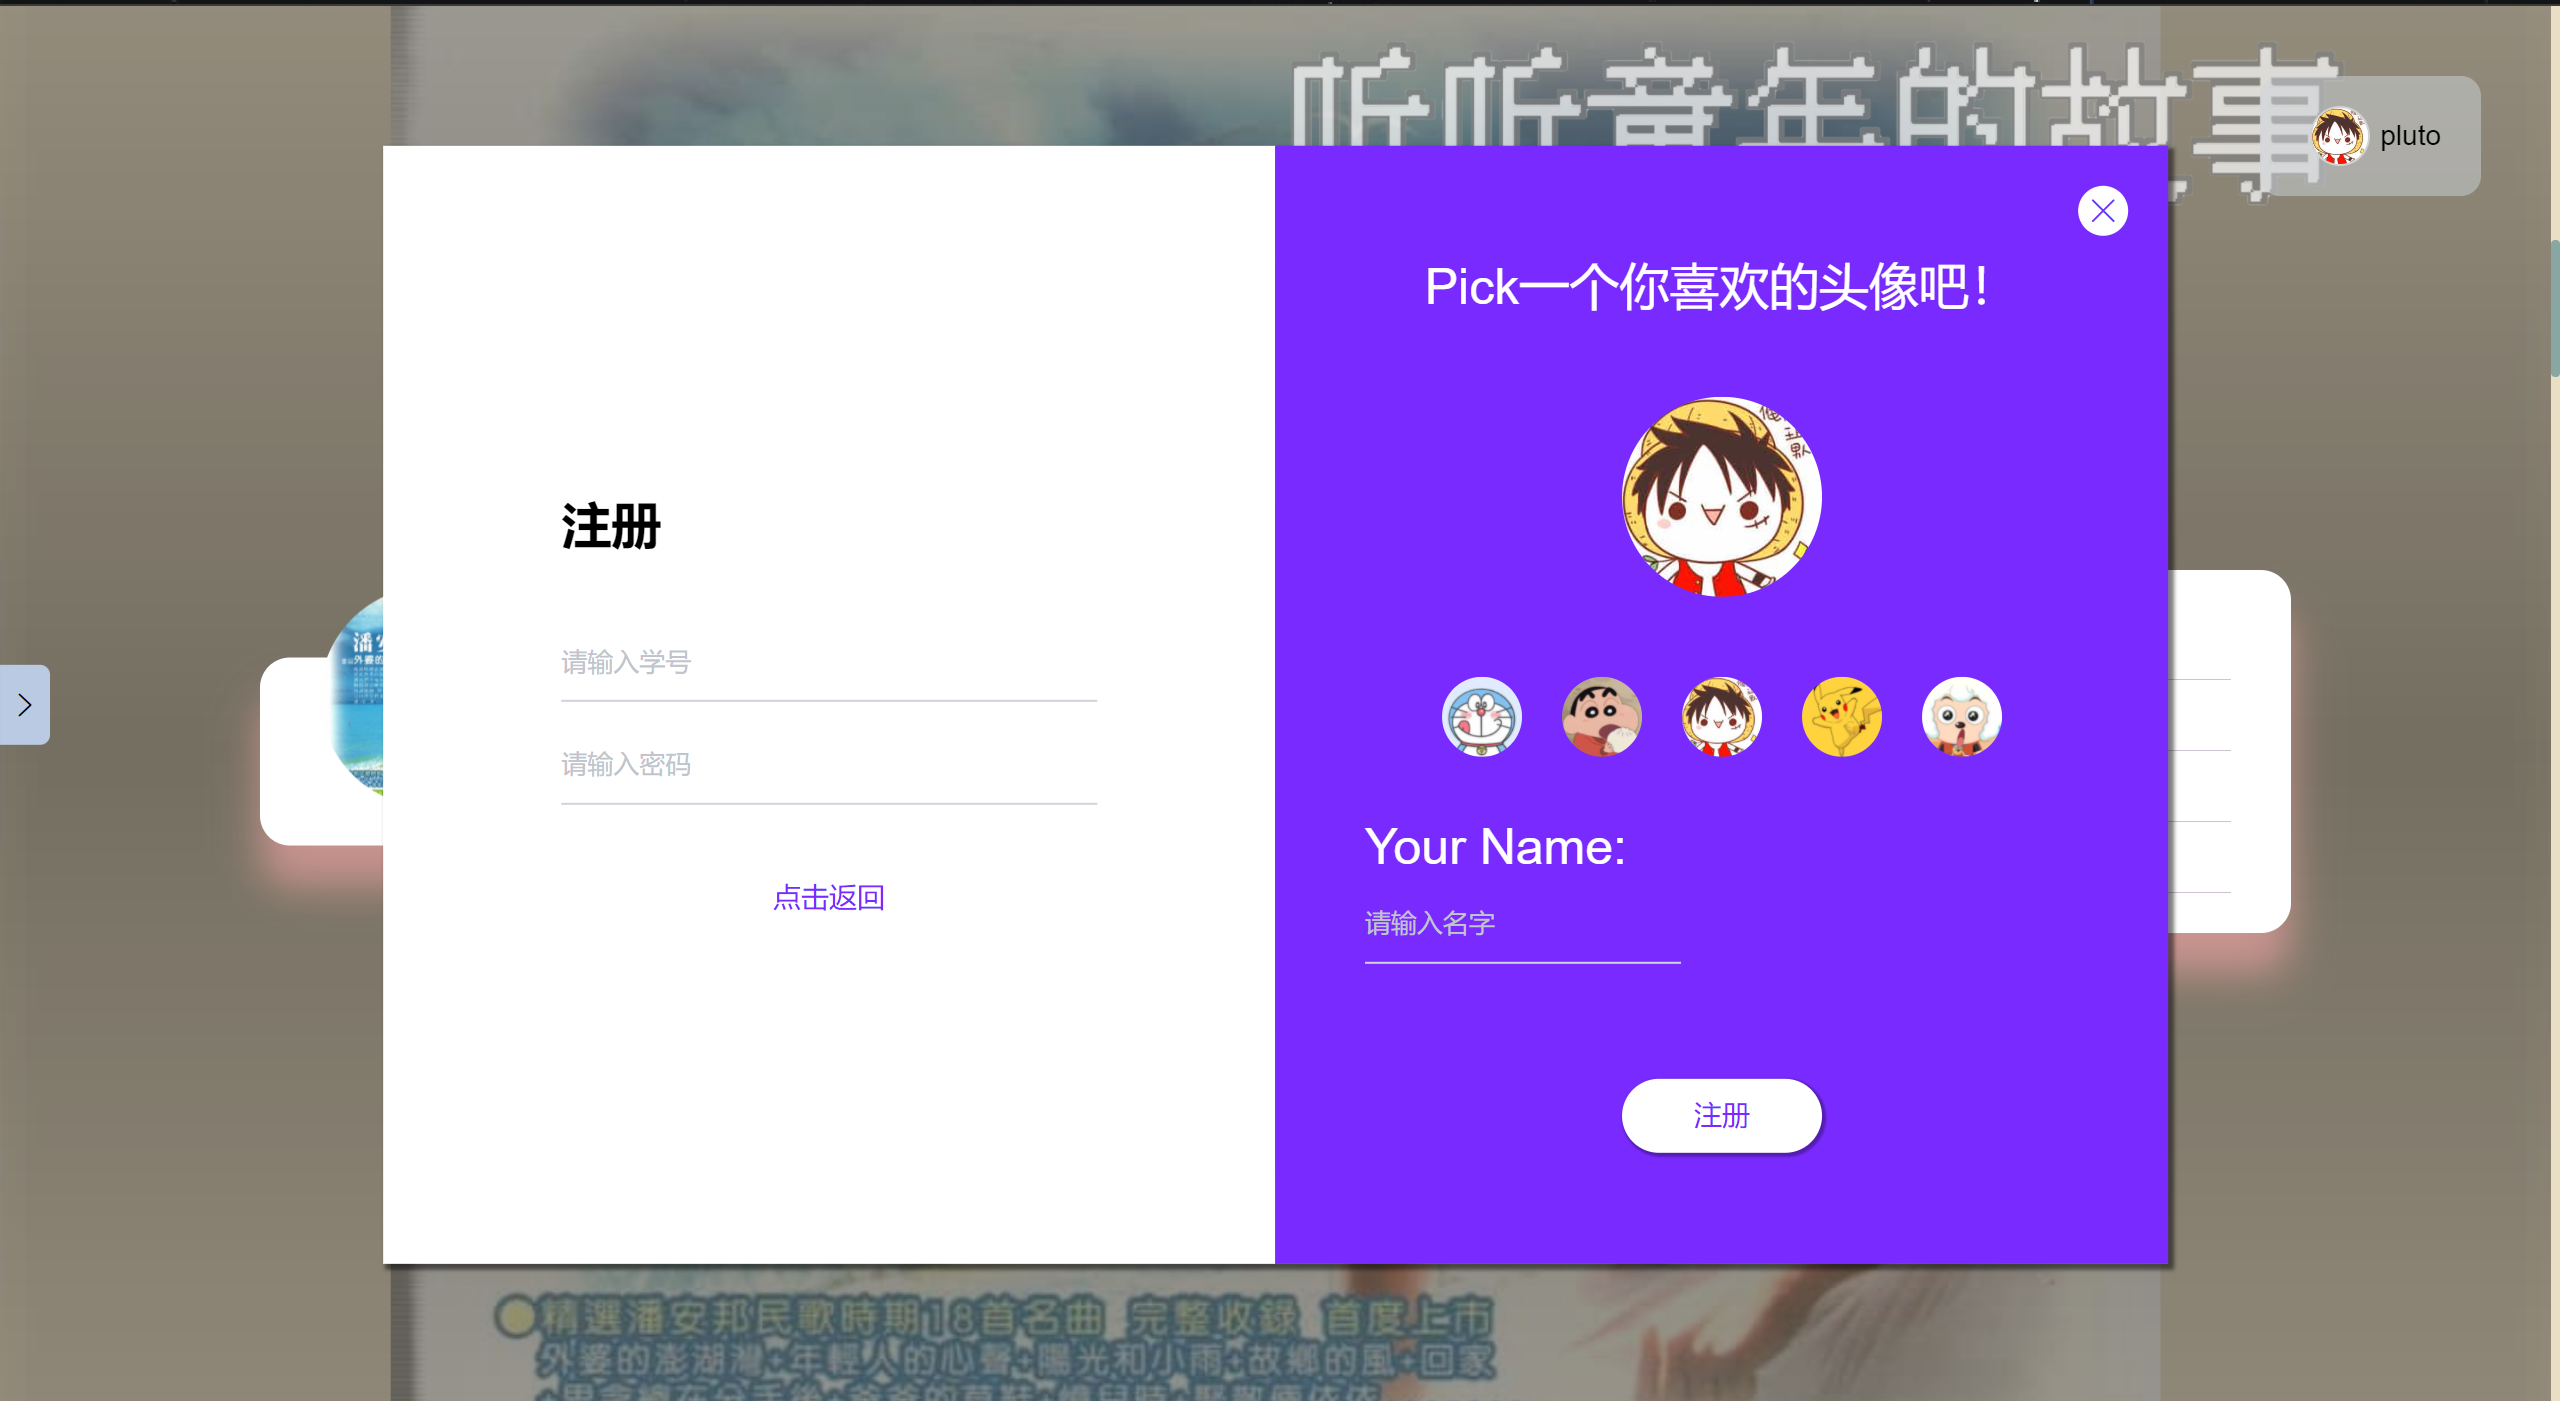 听听童年的故事
pluto
Pick一个你喜欢的头像吧！
注册
请输入学号
请输入密码
点击返回
潘
外婆的
Your Name:
请输入名字
注册
精選潘安邦民歌時期18首名曲 完整收錄 首度上市
外婆的澎湖灣+年輕人的心聲+陽光和小雨+故鄉的風+回家